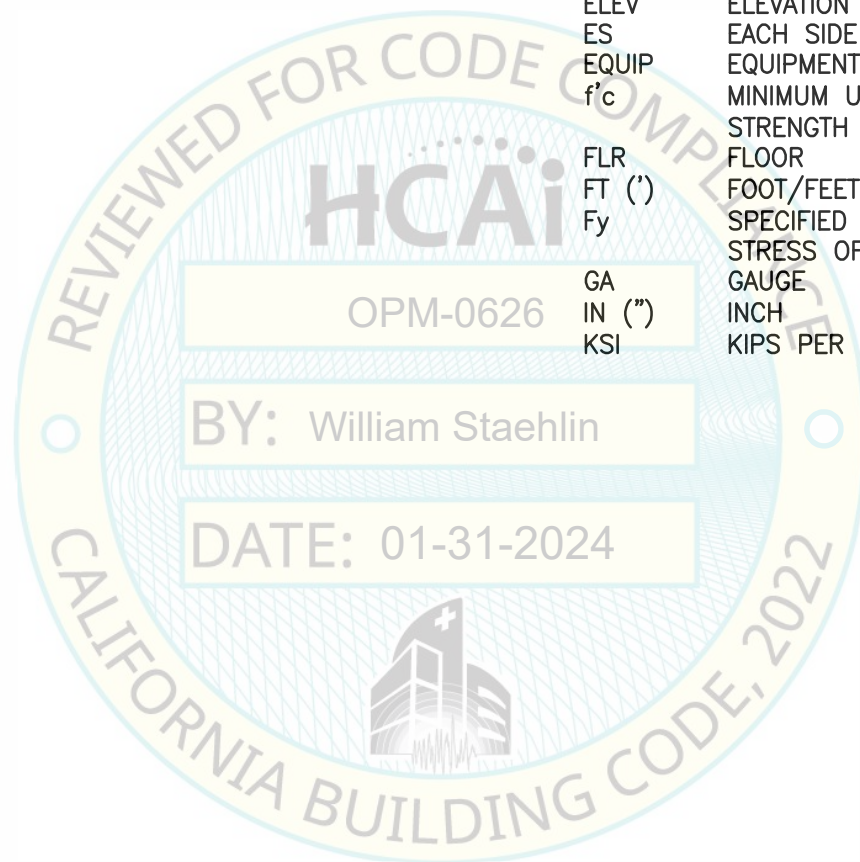 ELEV ELEVATION
ES EACH SIDE
EQUIP EQUIPMENT
f'c MINIMUM
STRENGTH
FLR FLOOR
FT (') FOOT/FEET
Fy SPECIFIED
STRESS OF
GA GAUGE
IN (") INCH
KSI KIPS PER
REVIEWED FOR CODE COMPLIANCE
HCAi
OPM-0626
BY: William Staehlin
DATE: 01-31-2024
CALIFORNIA BUILDING CODE, 2022